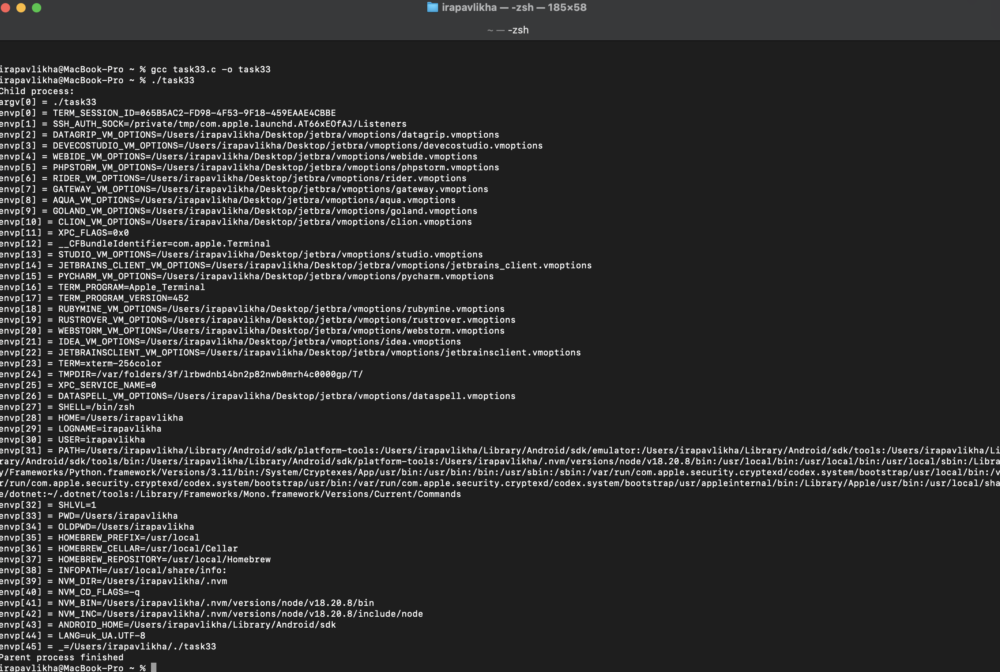 irapavlikha — -zsh — 185×58
~ — -zsh
irapavlikha@MacBook-Pro ~ % gcc task33.c -o task33
irapavlikha@MacBook-Pro ~ % ./task33
Child process:
argv[0] = ./task33
envp[0] = TERM_SESSION_ID=065B5AC2-FD98-4F53-9F18-459EAAE4CBBE
envp[1] = SSH_AUTH_SOCK=/private/tmp/com.apple.launchd.AT66xEOfAJ/Listeners
envp[2] = DATAGRIP_VM_OPTIONS=/Users/irapavlikha/Desktop/jetbra/vmoptions/datagrip.vmoptions
envp[3] = DEVECOSTUDIO_VM_OPTIONS=/Users/irapavlikha/Desktop/jetbra/vmoptions/devecostudio.vmoptions
envp[4] = WEBIDE_VM_OPTIONS=/Users/irapavlikha/Desktop/jetbra/vmoptions/webide.vmoptions
envp[5] = PHPSTORM_VM_OPTIONS=/Users/irapavlikha/Desktop/jetbra/vmoptions/phpstorm.vmoptions
envp[6] = RIDER_VM_OPTIONS=/Users/irapavlikha/Desktop/jetbra/vmoptions/rider.vmoptions
envp[7] = GATEWAY_VM_OPTIONS=/Users/irapavlikha/Desktop/jetbra/vmoptions/gateway.vmoptions
envp[8] = AQUA_VM_OPTIONS=/Users/irapavlikha/Desktop/jetbra/vmoptions/aqua.vmoptions
envp[9] = GOLAND_VM_OPTIONS=/Users/irapavlikha/Desktop/jetbra/vmoptions/goland.vmoptions
envp[10] = CLION_VM_OPTIONS=/Users/irapavlikha/Desktop/jetbra/vmoptions/clion.vmoptions
envp[11] = XPC_FLAGS=0x0
envp[12] = __CFBundleIdentifier=com.apple.Terminal
envp[13] = STUDIO_VM_OPTIONS=/Users/irapavlikha/Desktop/jetbra/vmoptions/studio.vmoptions
envp[14] = JETBRAINS_CLIENT_VM_OPTIONS=/Users/irapavlikha/Desktop/jetbra/vmoptions/jetbrains_client.vmoptions
envp[15] = PYCHARM_VM_OPTIONS=/Users/irapavlikha/Desktop/jetbra/vmoptions/pycharm.vmoptions
envp[16] = TERM_PROGRAM=Apple_Terminal
envp[17] = TERM_PROGRAM_VERSION=452
envp[18] = RUBYMINE_VM_OPTIONS=/Users/irapavlikha/Desktop/jetbra/vmoptions/rubymine.vmoptions
envp[19] = RUSTROVER_VM_OPTIONS=/Users/irapavlikha/Desktop/jetbra/vmoptions/rustrover.vmoptions
envp[20] = WEBSTORM_VM_OPTIONS=/Users/irapavlikha/Desktop/jetbra/vmoptions/webstorm.vmoptions
envp[21] = IDEA_VM_OPTIONS=/Users/irapavlikha/Desktop/jetbra/vmoptions/idea.vmoptions
envp[22] = JETBRAINSCLIENT_VM_OPTIONS=/Users/irapavlikha/Desktop/jetbra/vmoptions/jetbrainsclient.vmoptions
envp[23] = TERM=xterm-256color
envp[24] = TMPDIR=/var/folders/3f/lrbwdnb14bn2p82nwb0mrh4c0000gp/T/
envp[25] = XPC_SERVICE_NAME=0
envp[26] = DATASPELL_VM_OPTIONS=/Users/irapavlikha/Desktop/jetbra/vmoptions/dataspell.vmoptions
envp[27] = SHELL=/bin/zsh
envp[28] = HOME=/Users/irapavlikha
envp[29] = LOGNAME=irapavlikha
envp[30] = USER=irapavlikha
envp[31] = PATH=/Users/irapavlikha/Library/Android/sdk/platform-tools:/Users/irapavlikha/Library/Android/sdk/emulator:/Users/irapavlikha/Library/Android/sdk/tools:/Users/irapavlikha/Li
rary/Android/sdk/tools/bin:/Users/irapavlikha/Library/Android/sdk/platform-tools:/Users/irapavlikha/.nvm/versions/node/v18.20.8/bin:/usr/local/bin:/usr/local/bin:/usr/local/sbin:/Libra
y/Frameworks/Python.framework/Versions/3.11/bin:/System/Cryptexes/App/usr/bin:/usr/bin:/bin:/usr/sbin:/sbin:/var/run/com.apple.security.cryptexd/codex.system/bootstrap/usr/local/bin:/v
r/run/com.apple.security.cryptexd/codex.system/bootstrap/usr/bin:/var/run/com.apple.security.cryptexd/codex.system/bootstrap/usr/appleinternal/bin:/Library/Apple/usr/bin:/usr/local/sha
e/dotnet:~/.dotnet/tools:/Library/Frameworks/Mono.framework/Versions/Current/Commands
envp[32] = SHLVL=1
envp[33] = PWD=/Users/irapavlikha
envp[34] = OLDPWD=/Users/irapavlikha
envp[35] = HOMEBREW_PREFIX=/usr/local
envp[36] = HOMEBREW_CELLAR=/usr/local/Cellar
envp[37] = HOMEBREW_REPOSITORY=/usr/local/Homebrew
envp[38] = INFOPATH=/usr/local/share/info:
envp[39] = NVM_DIR=/Users/irapavlikha/.nvm
envp[40] = NVM_CD_FLAGS=-q
envp[41] = NVM_BIN=/Users/irapavlikha/.nvm/versions/node/v18.20.8/bin
envp[42] = NVM_INC=/Users/irapavlikha/.nvm/versions/node/v18.20.8/include/node
envp[43] = ANDROID_HOME=/Users/irapavlikha/Library/Android/sdk
envp[44] = LANG=uk_UA.UTF-8
envp[45] = _=/Users/irapavlikha/./task33
Parent process finished
irapavlikha@MacBook-Pro ~ %